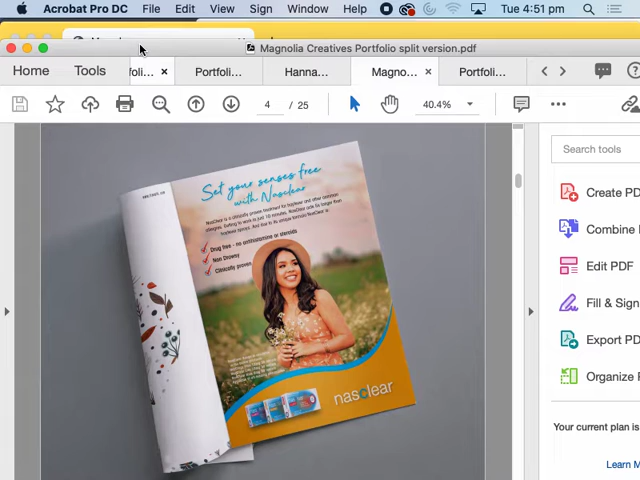 Acrobat Pro DC File Edit View Sign Window Help Tue 4:51 pm
Magnolia Creatives Portfolio split version.pdf
Home Tools foli... × Portfoli... Hanna... Magno... × Portfoli...
4 / 25 40.4%
Search tools
Create PD
Combine
Edit PDF
Fill & Sign
Export PD
Organize
Your current plan is
Learn M
Set your senses free
with Nasclear
Drug free - no antihistamine or steroids
Non Drowsy
Clinically proven
nasclear